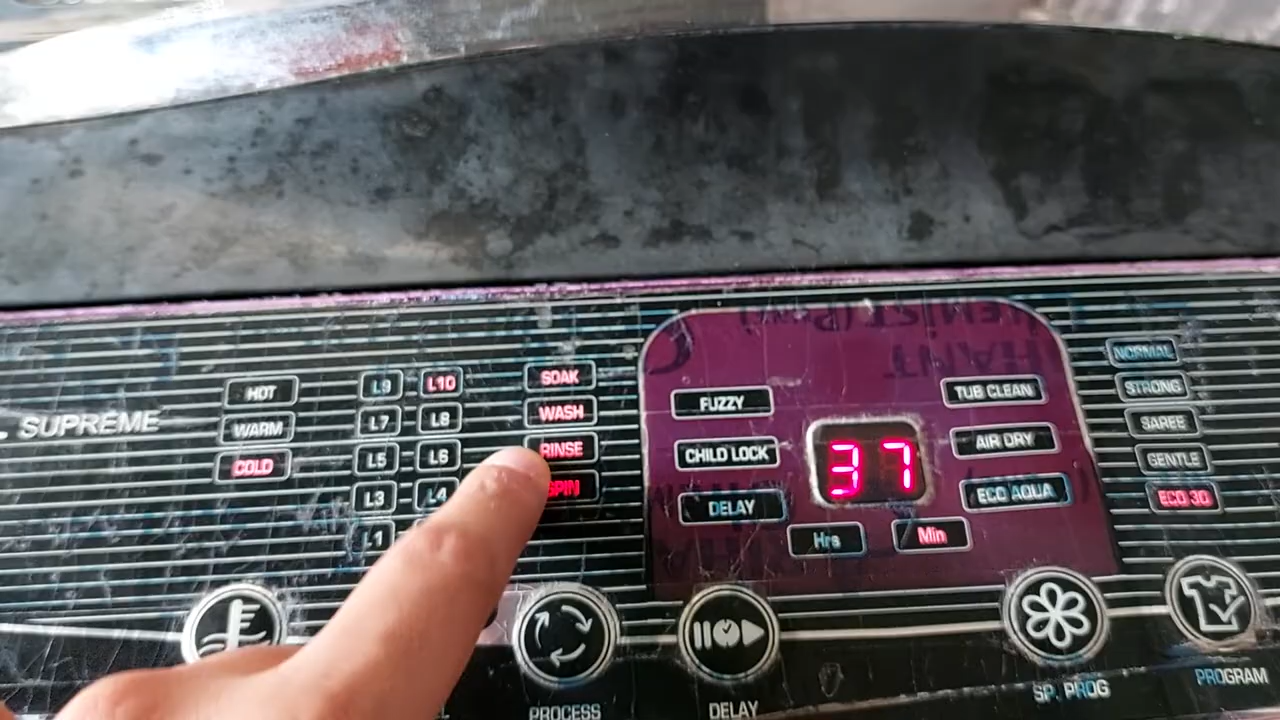 SUPREME
HOT
WARM
COLD
L9 L10
L7 L8
L5 L6
L3 L4
L1
SOAK
WASH
RINSE
SPIN
FUZZY
CHILD LOCK
DELAY
37
Hrs Min
TUB CLEAN
AIR DRY
ECO AQUA
NORMAL
STRONG
SAREE
GENTLE
ECO 30
PROCESS
DELAY
SP. PROG
PROGRAM